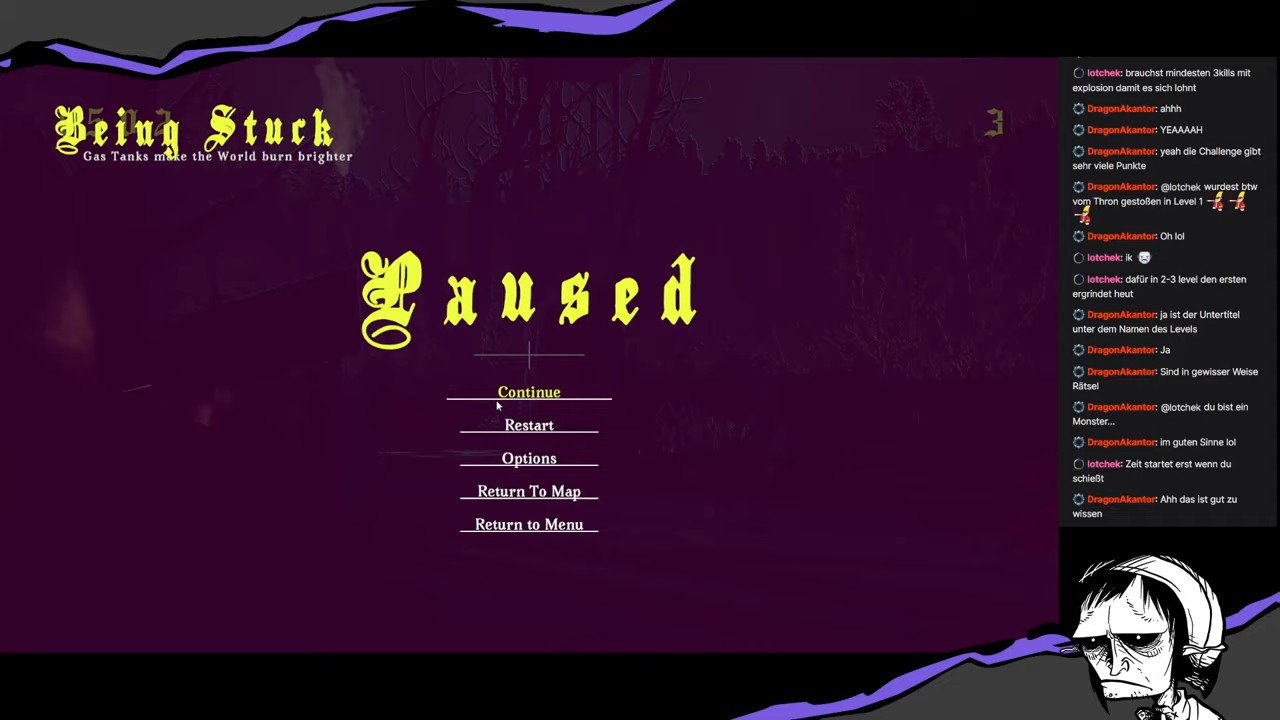 Being Stuck
Gas Tanks make the World burn brighter
3
Paused
Continue
Restart
Options
Return To Map
Return to Menu
lotchek: brauchst mindesten 3kills mit
explosion damit es sich lohnt
DragonAkantor: ahhh
DragonAkantor: YEAAAAH
DragonAkantor: yeah die Challenge gibt
sehr viele Punkte
DragonAkantor: @lotchek wurdest btw
vom Thron gestoßen in Level 1
DragonAkantor: Oh lol
lotchek: ik
lotchek: dafür in 2-3 level den ersten
ergrindet heut
DragonAkantor: ja ist der Untertitel
unter dem Namen des Levels
DragonAkantor: Ja
DragonAkantor: Sind in gewisser Weise
Rätsel
DragonAkantor: @lotchek du bist ein
Monster...
DragonAkantor: im guten Sinne lol
lotchek: Zeit startet erst wenn du
schießt
DragonAkantor: Ahh das ist gut zu
wissen